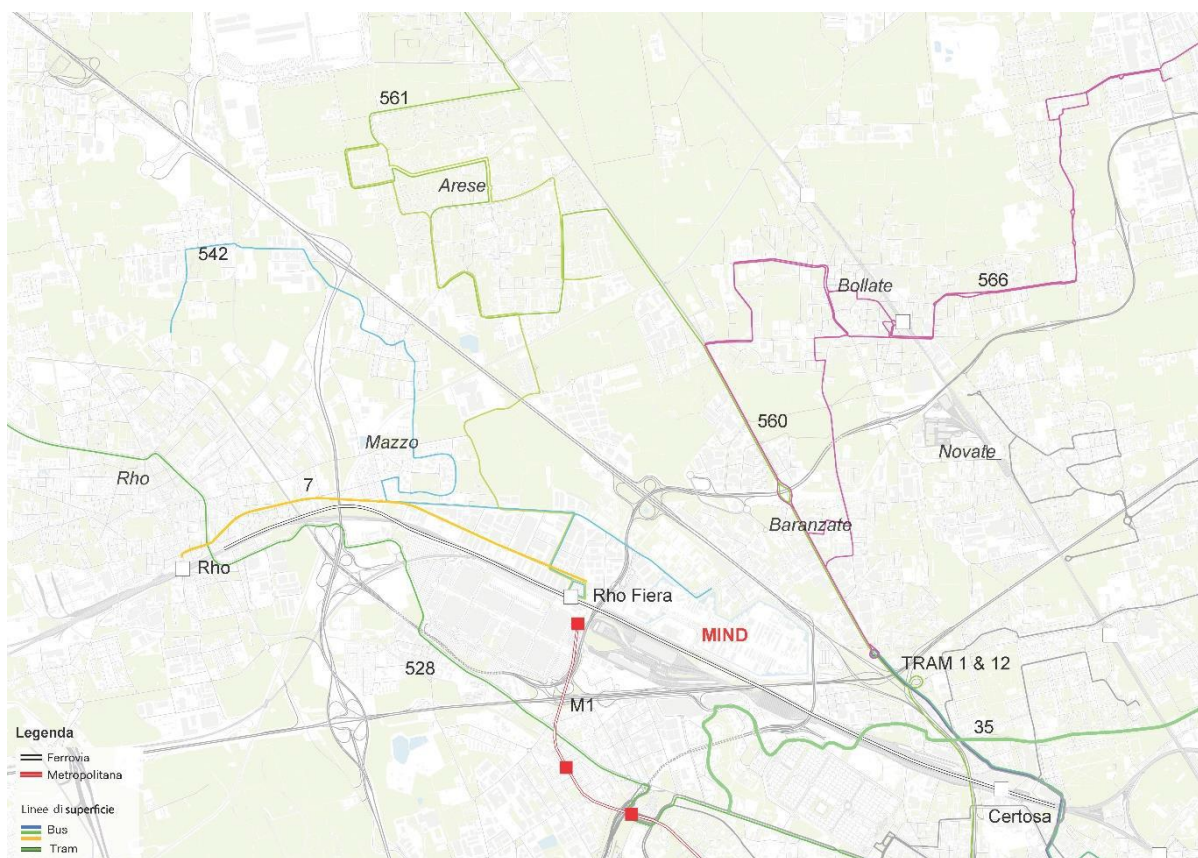 561
Arese
542
Bollate
566
Mazzo
560
Novate
Rho
7
Baranzate
Rho
Rho Fiera
MIND
528
TRAM 1 & 12
M1
35
Legenda
Ferrovia
Metropolitana
Linee di superficie
Bus
Tram
Certosa